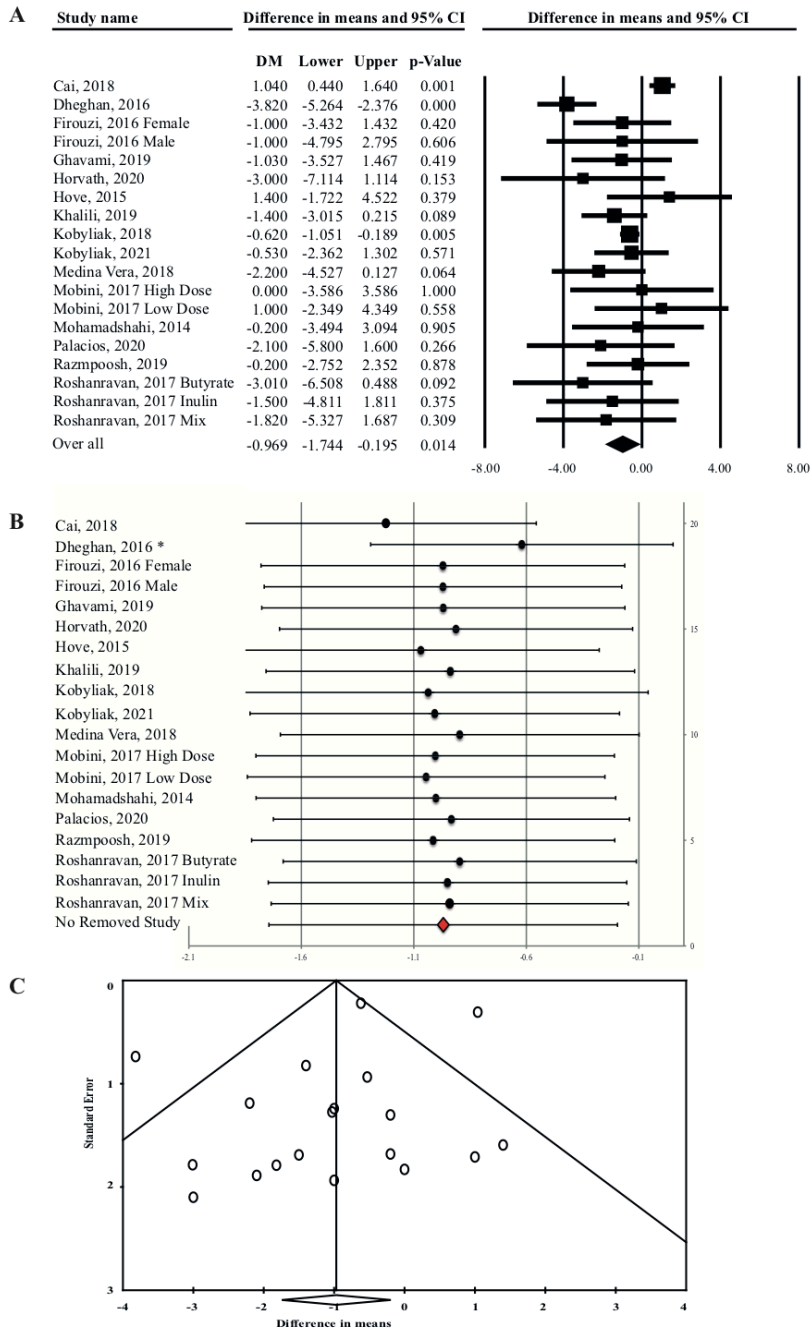 A
Study name Difference in means and 95% CI Difference in means and 95% CI
DM Lower Upper p-Value
Cai, 2018 1.040 0.440 1.640 0.001
Dheghan, 2016 -3.820 -5.264 -2.376 0.000
Firouzi, 2016 Female -1.000 -3.432 1.432 0.420
Firouzi, 2016 Male -1.000 -4.795 2.795 0.606
Ghavami, 2019 -1.030 -3.527 1.467 0.419
Horvath, 2020 -3.000 -7.114 1.114 0.153
Hove, 2015 1.400 -1.722 4.522 0.379
Khalili, 2019 -1.400 -3.015 0.215 0.089
Kobyliak, 2018 -0.620 -1.051 -0.189 0.005
Kobyliak, 2021 -0.530 -2.362 1.302 0.571
Medina Vera, 2018 -2.200 -4.527 0.127 0.064
Mobini, 2017 High Dose 0.000 -3.586 3.586 1.000
Mobini, 2017 Low Dose 1.000 -2.349 4.349 0.558
Mohamadshahi, 2014 -0.200 -3.494 3.094 0.905
Palacios, 2020 -2.100 -5.800 1.600 0.266
Razmpoosh, 2019 -0.200 -2.752 2.352 0.878
Roshanravan, 2017 Butyrate -3.010 -6.508 0.488 0.092
Roshanravan, 2017 Inulin -1.500 -4.811 1.811 0.375
Roshanravan, 2017 Mix -1.820 -5.327 1.687 0.309
Over all -0.969 -1.744 -0.195 0.014
-8.00 -4.00 0.00 4.00 8.00
B
Cai, 2018 20
Dheghan, 2016 *
Firouzi, 2016 Female
Firouzi, 2016 Male
Ghavami, 2019
Horvath, 2020 15
Hove, 2015
Khalili, 2019
Kobyliak, 2018
Kobyliak, 2021
Medina Vera, 2018 10
Mobini, 2017 High Dose
Mobini, 2017 Low Dose
Mohamadshahi, 2014
Palacios, 2020
Razmpoosh, 2019 5
Roshanravan, 2017 Butyrate
Roshanravan, 2017 Inulin
Roshanravan, 2017 Mix
No Removed Study
0
-2.1 -1.6 -1.1 -0.6 -0.1
C
0
1
Standard Error
2
3
-4 -3 -2 -1 0 1 2 3 4
Difference in means